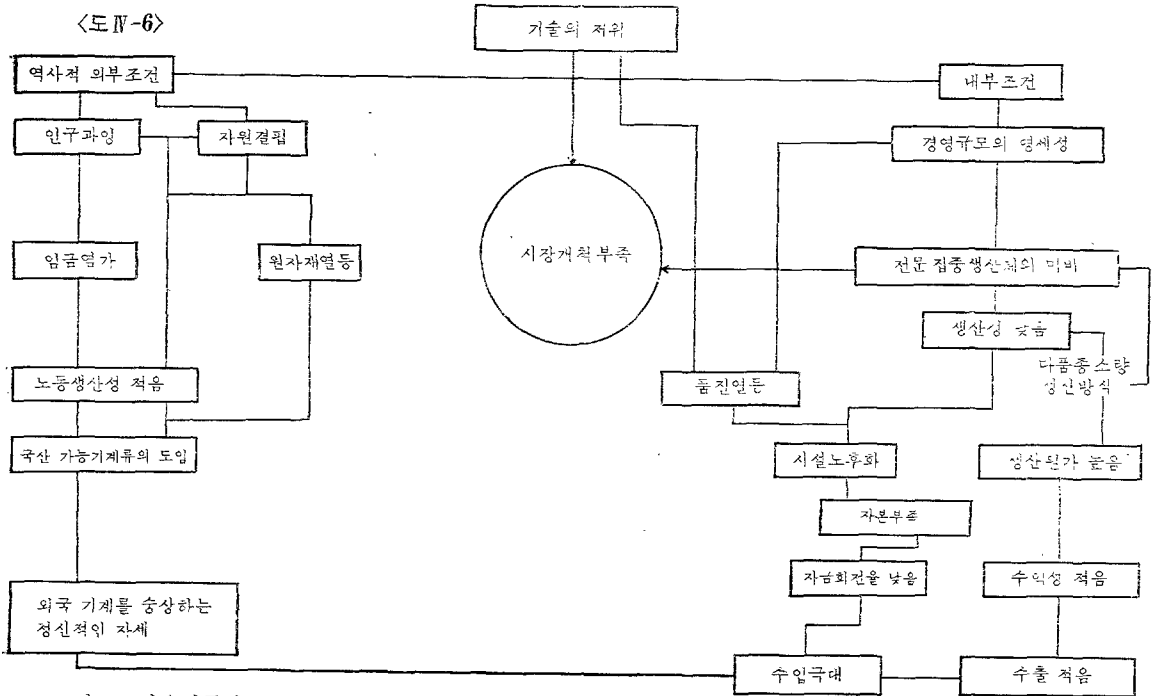 〈도 Ⅳ-6〉
기술의 저위
역사적 의부조건
내부조건
인구과잉
자원결핍
경영규모의 영세성
임금염가
원자재열등
시장개척부족
전문 집중생산체의 미비
생산성 낮음
다품종소량
생산방식
노동생산성 적음
품진열등
국산 가능기계류의 도입
시설노후화
생산원가 높음
자본부족
자금회전율 낮음
수익성 적음
외국 기계를 숭상하는
정신적인 자세
수입극대
수출 적음